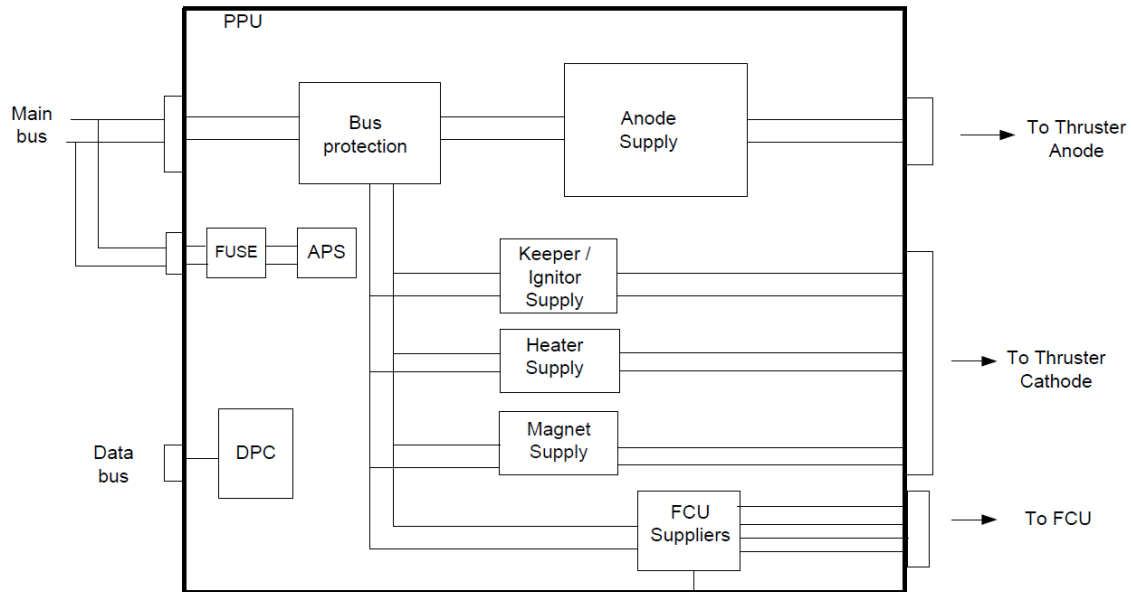 PPU
Main
bus
Bus
protection
Anode
Supply
To Thruster
Anode
FUSE
APS
Keeper /
Ignitor
Supply
Heater
Supply
To Thruster
Cathode
Magnet
Supply
Data
bus
DPC
FCU
Suppliers
To FCU